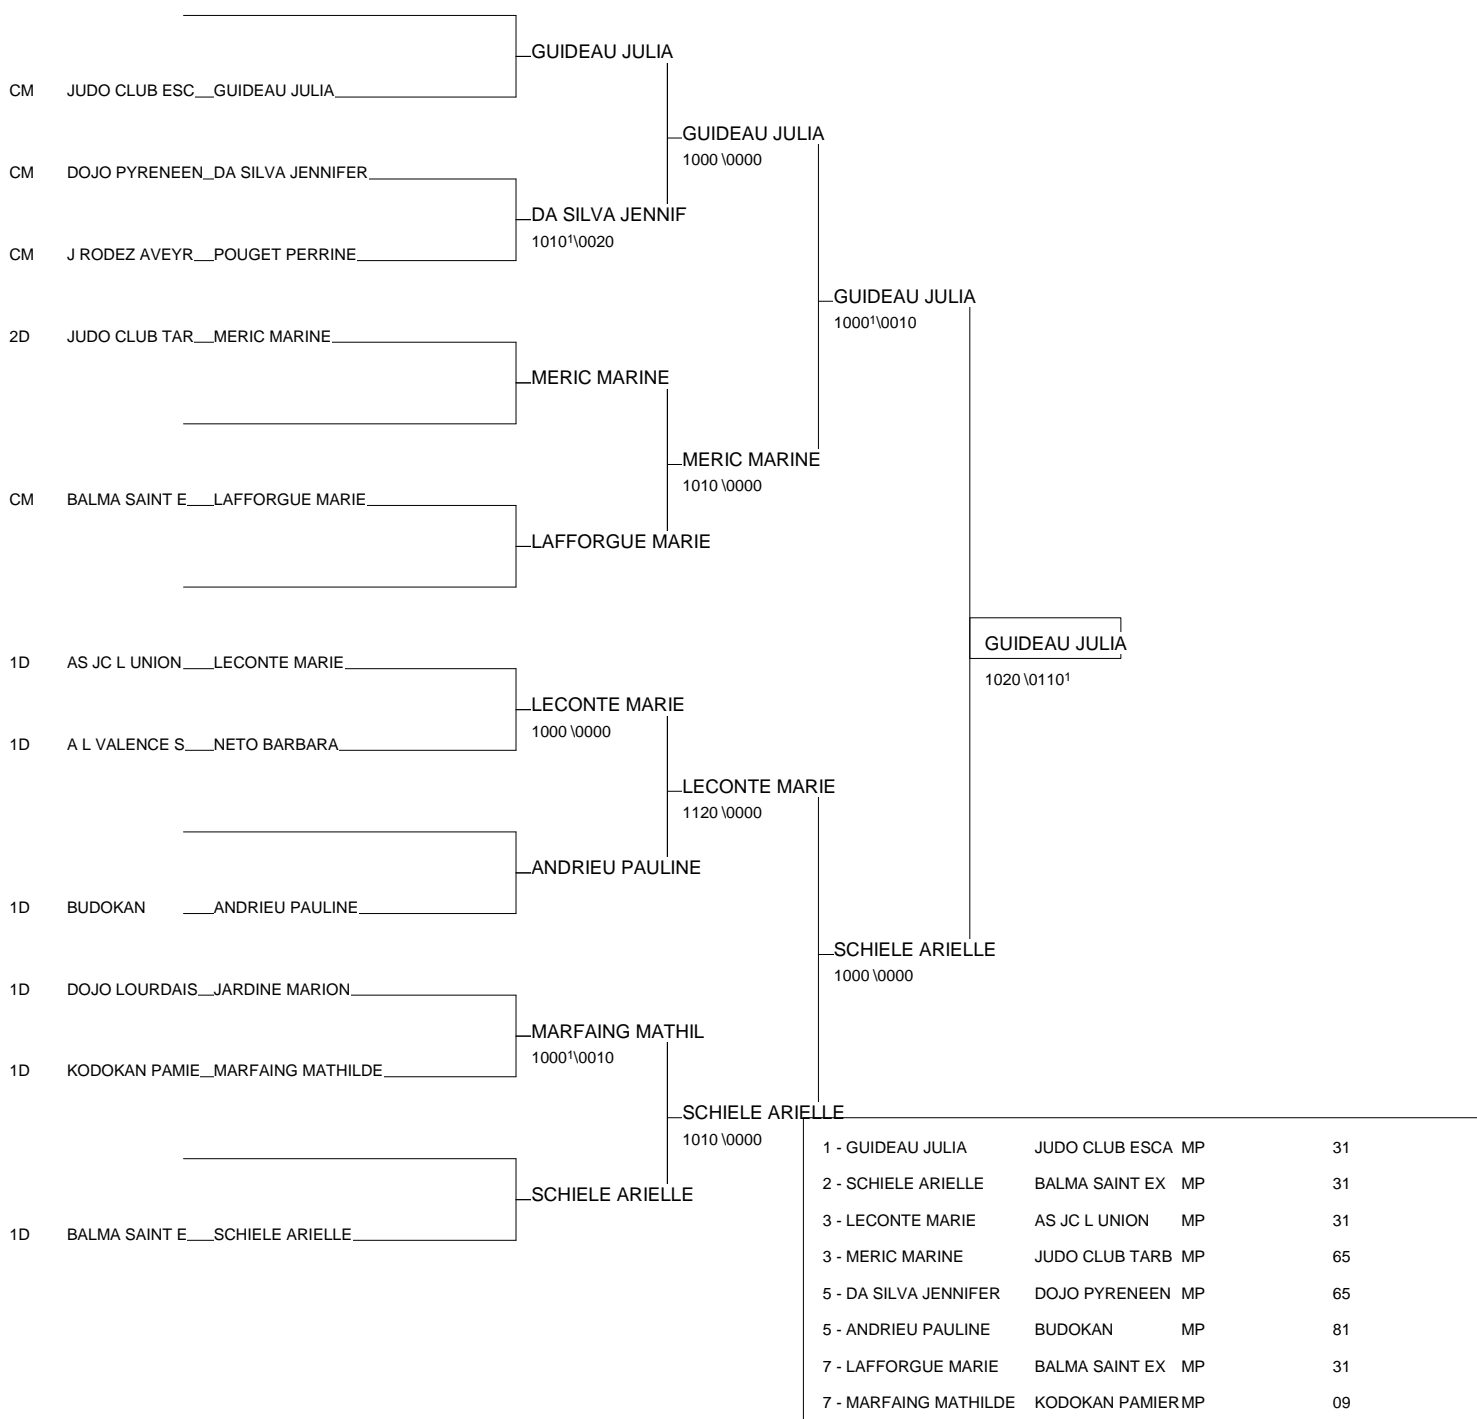 GUIDEAU JULIA
CM JUDO CLUB ESC GUIDEAU JULIA
GUIDEAU JULIA
1000 \0000
CM DOJO PYRENEEN DA SILVA JENNIFER
DA SILVA JENNIF
1010¹\0020
CM J RODEZ AVEYR POUGET PERRINE
GUIDEAU JULIA
1000¹\0010
2D JUDO CLUB TAR MERIC MARINE
MERIC MARINE
MERIC MARINE
1010 \0000
CM BALMA SAINT E LAFFORGUE MARIE
LAFFORGUE MARIE
GUIDEAU JULIA
1020 \0110¹
1D AS JC L UNION LECONTE MARIE
LECONTE MARIE
1000 \0000
1D A L VALENCE S NETO BARBARA
LECONTE MARIE
1120 \0000
ANDRIEU PAULINE
1D BUDOKAN ANDRIEU PAULINE
SCHIELE ARIELLE
1000 \0000
1D DOJO LOURDAIS JARDINE MARION
MARFAING MATHIL
1000¹\0010
1D KODOKAN PAMIE MARFAING MATHILDE
SCHIELE ARIELLE
1010 \0000
SCHIELE ARIELLE
1D BALMA SAINT E SCHIELE ARIELLE
1 - GUIDEAU JULIA JUDO CLUB ESCA MP 31
2 - SCHIELE ARIELLE BALMA SAINT EX MP 31
3 - LECONTE MARIE AS JC L UNION MP 31
3 - MERIC MARINE JUDO CLUB TARB MP 65
5 - DA SILVA JENNIFER DOJO PYRENEEN MP 65
5 - ANDRIEU PAULINE BUDOKAN MP 81
7 - LAFFORGUE MARIE BALMA SAINT EX MP 31
7 - MARFAING MATHILDE KODOKAN PAMIER MP 09